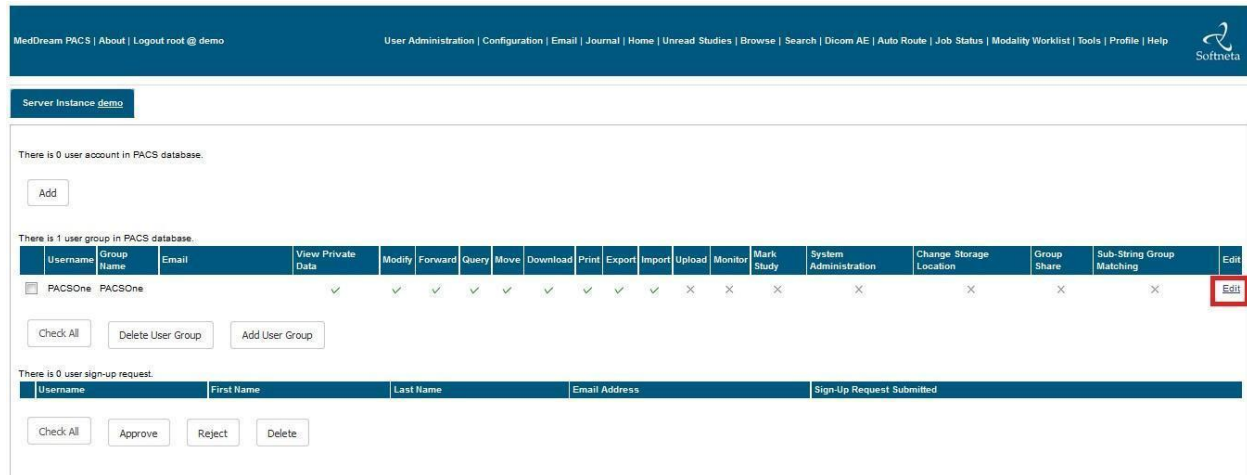 MedDream PACS | About | Logout root @ demo
User Administration | Configuration | Email | Journal | Home | Unread Studies | Browse | Search | Dicom AE | Auto Route | Job Status | Modality Worklist | Tools | Profile | Help
Softneta
Server Instance demo
There is 0 user account in PACS database.
Add
There is 1 user group in PACS database.
Username Group Name Email View Private Data Modify Forward Query Move Download Print Export Import Upload Monitor Mark Study System Administration Change Storage Location Group Share Sub-String Group Matching Edit
PACSOne PACSOne Edit
Check All Delete User Group Add User Group
There is 0 user sign-up request.
Username First Name Last Name Email Address Sign-Up Request Submitted
Check All Approve Reject Delete